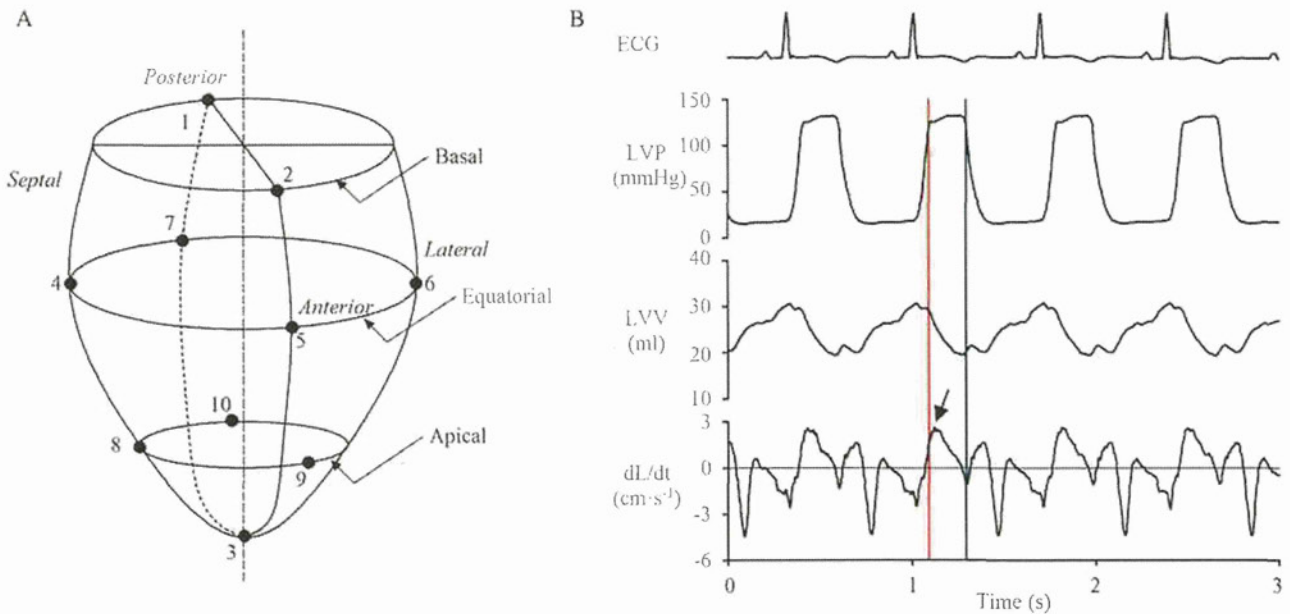 A
Posterior
1
Basal
2
Septal
7
Lateral
4
6
Anterior
Equatorial
5
10
8
Apical
9
3
B
ECG
150
100
50
0
LVP
(mmHg)
40
30
20
10
LVV
(ml)
3
0
-3
-6
dL/dt
(cm·s⁻¹)
0 1 2 3
Time (s)